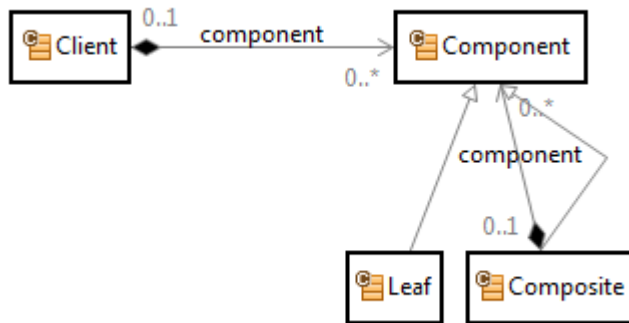 0..1
C Client
component
C Component
0..*
0..*
component
0..1
C Leaf
C Composite